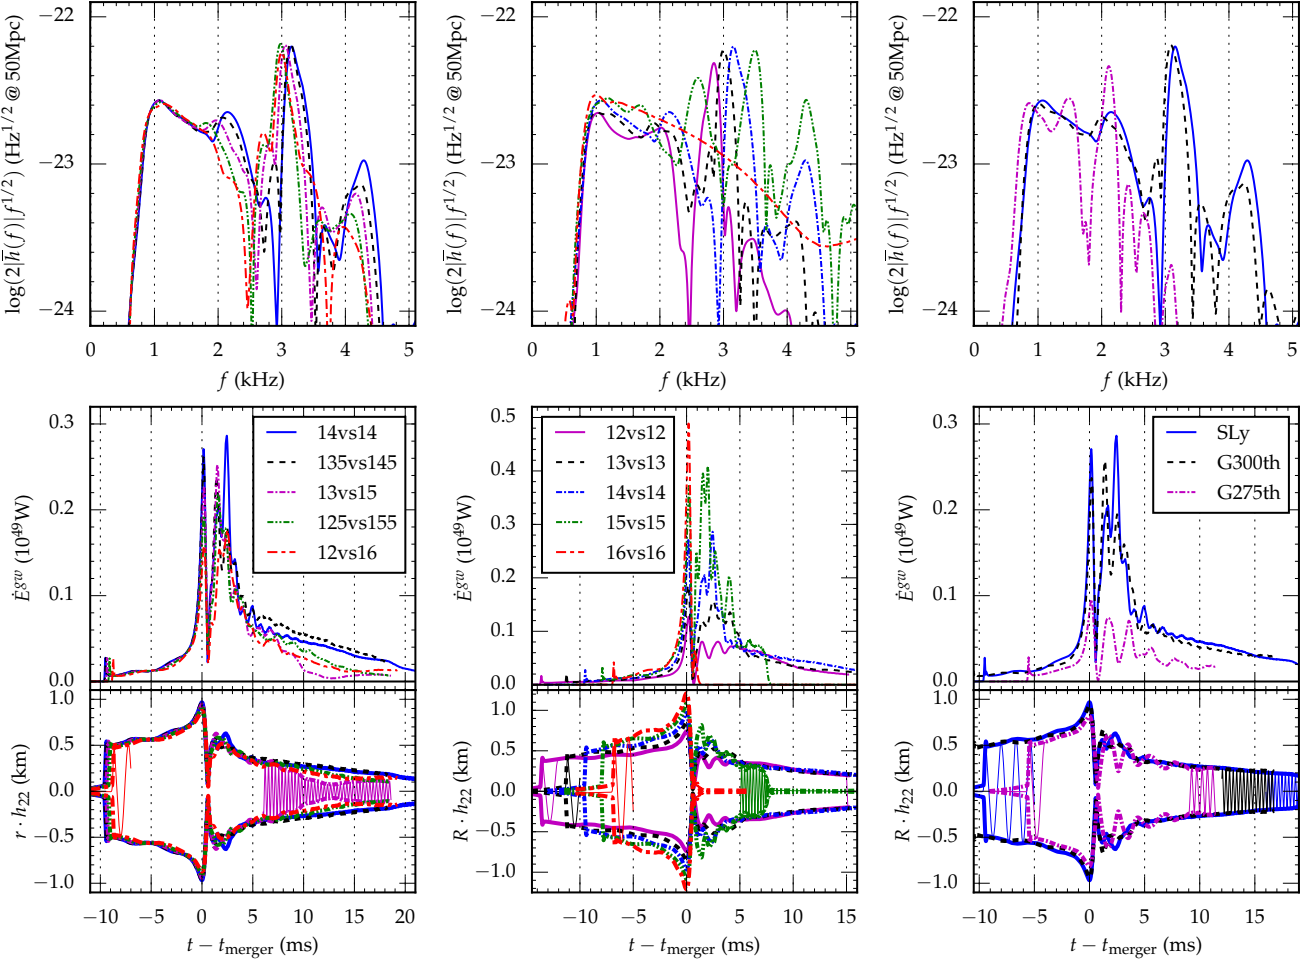 log(2|h̄(f)|f^{1/2}) (Hz^{1/2} @ 50Mpc)
−22
−23
−24
0 1 2 3 4 5
f (kHz)
log(2|h̄(f)|f^{1/2}) (Hz^{1/2} @ 50Mpc)
−22
−23
−24
0 1 2 3 4 5
f (kHz)
log(2|h̄(f)|f^{1/2}) (Hz^{1/2} @ 50Mpc)
−22
−23
−24
0 1 2 3 4 5
f (kHz)
Ė^{gw} (10^{49}W)
0.3
0.2
0.1
0.0
14vs14
135vs145
13vs15
125vs155
12vs16
Ė^{gw} (10^{49}W)
0.5
0.4
0.3
0.2
0.1
0.0
12vs12
13vs13
14vs14
15vs15
16vs16
Ė^{gw} (10^{49}W)
0.3
0.2
0.1
0.0
SLy
G300th
G275th
r · h_{22} (km)
1.0
0.5
0.0
−0.5
−1.0
−10 −5 0 5 10 15 20
t − t_{merger} (ms)
R · h_{22} (km)
1.0
0.5
0.0
−0.5
−1.0
−10 −5 0 5 10 15
t − t_{merger} (ms)
R · h_{22} (km)
1.0
0.5
0.0
−0.5
−1.0
−10 −5 0 5 10 15
t − t_{merger} (ms)